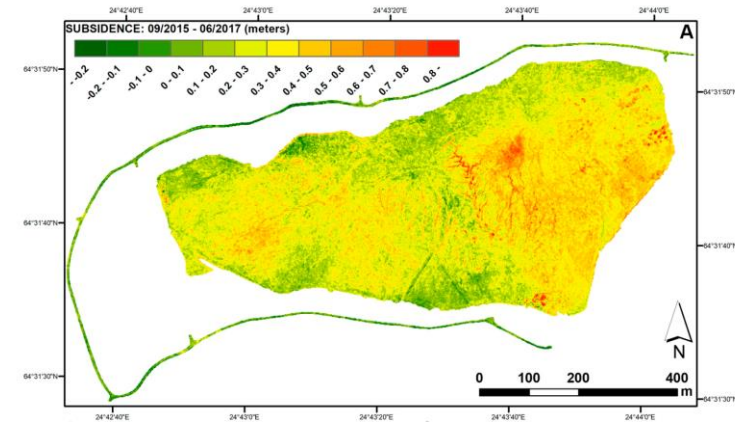 24°42'40"E 24°43'0"E 24°43'20"E 24°43'40"E 24°44'0"E
SUBSIDENCE: 09/2015 - 06/2017 (meters)
A
- -0.2 -0.2 - -0.1 -0.1 - 0 0 - 0.1 0.1 - 0.2 0.2 - 0.3 0.3 - 0.4 0.4 - 0.5 0.5 - 0.6 0.6 - 0.7 0.7 - 0.8 0.8 -
64°31'50"N 64°31'50"N
64°31'40"N 64°31'40"N
64°31'30"N 64°31'30"N
N
0 100 200 400
m
24°42'40"E 24°43'0"E 24°43'20"E 24°43'40"E 24°44'0"E